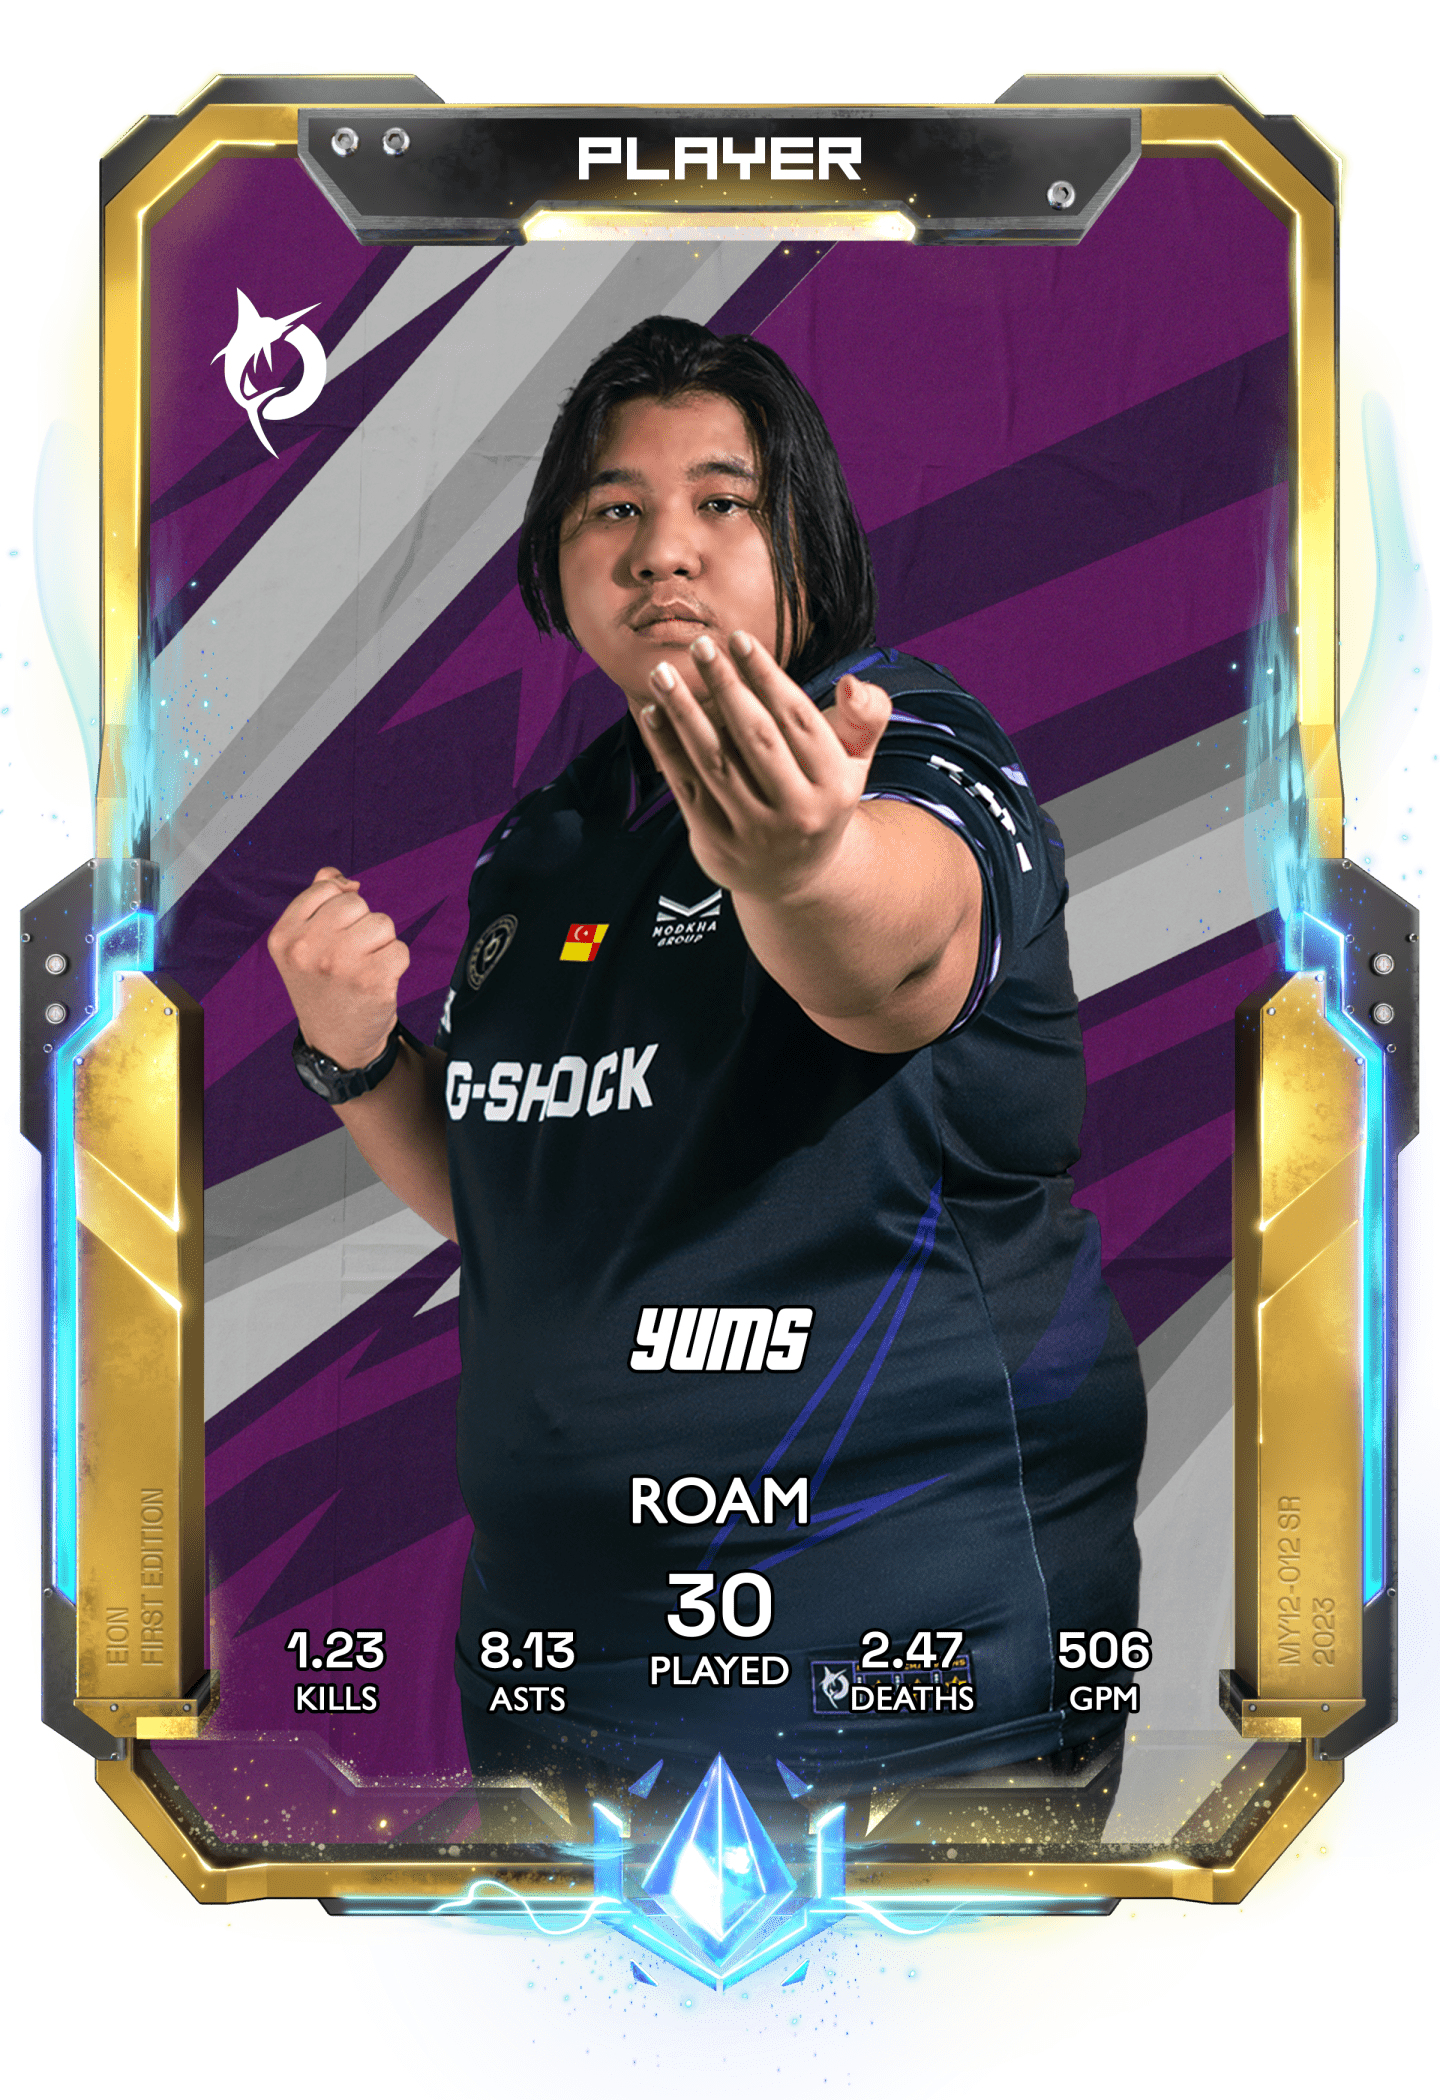 PLAYER
MODKHA
GROUP
G-SHOCK
YUMS
ROAM
30
PLAYED
1.23
KILLS
8.13
ASTS
2.47
DEATHS
506
GPM
EION
FIRST EDITION
MY12-012 SR
2023